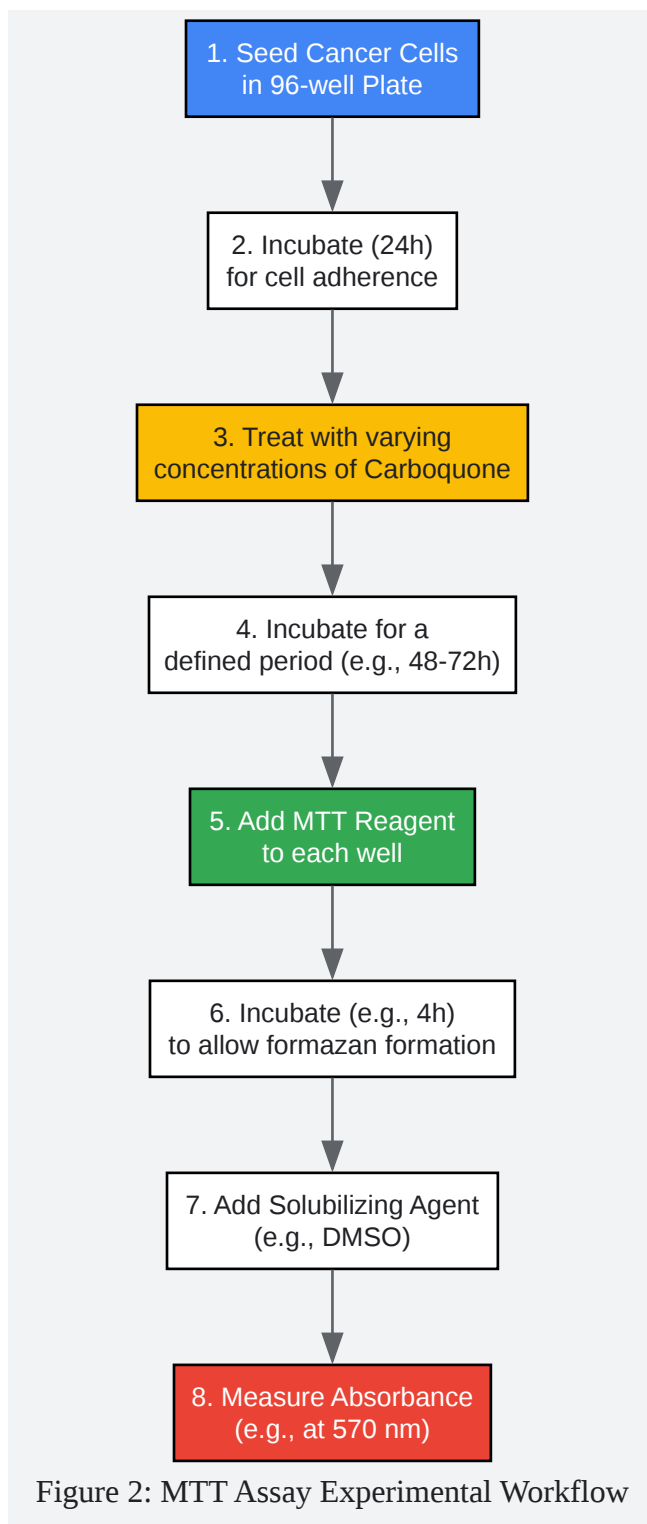 1. Seed Cancer Cells
in 96-well Plate
2. Incubate (24h)
for cell adherence
3. Treat with varying
concentrations of Carboquone
4. Incubate for a
defined period (e.g., 48-72h)
5. Add MTT Reagent
to each well
6. Incubate (e.g., 4h)
to allow formazan formation
7. Add Solubilizing Agent
(e.g., DMSO)
8. Measure Absorbance
(e.g., at 570 nm)
Figure 2: MTT Assay Experimental Workflow